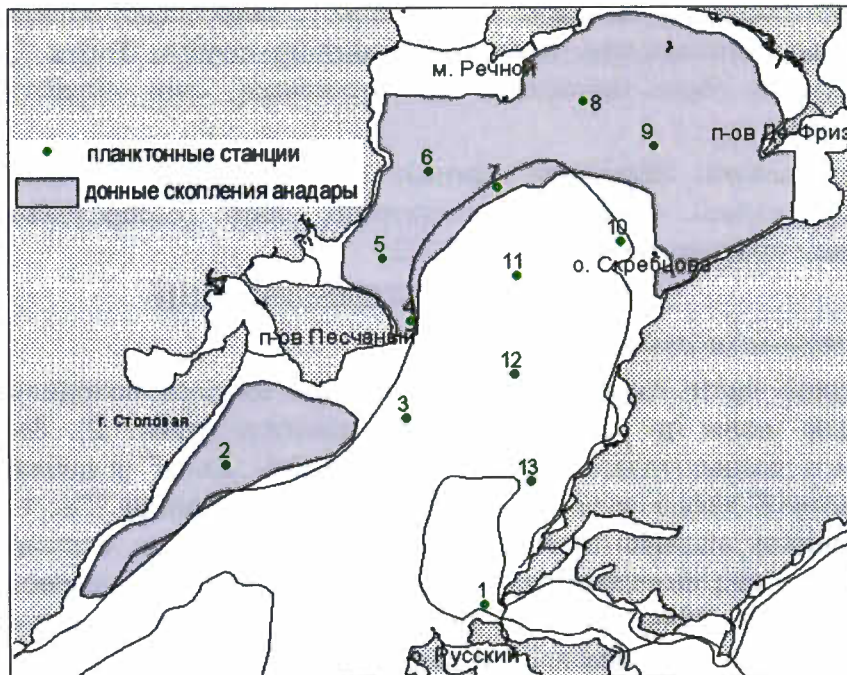 м. Речной
8
9
п-ов Де-Фриз
планктонные станции
донные скопления анадары
6
7
5
10
о. Скребцова
11
4
п-ов Песчаный
12
3
г. Столовая
2
13
1
о. Русский